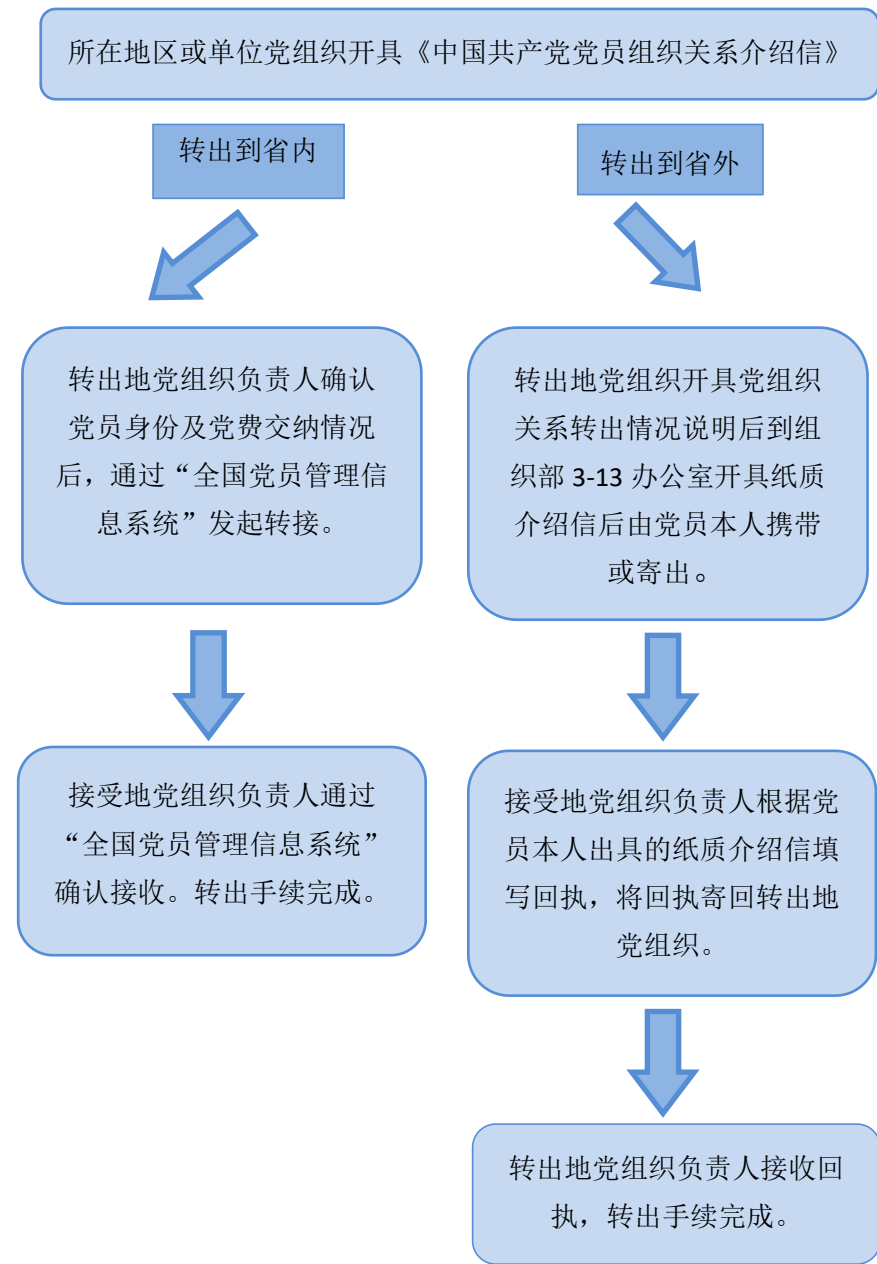 所在地区或单位党组织开具《中国共产党党员组织关系介绍信》
转出到省内
转出到省外
转出地党组织负责人确认
党员身份及党费交纳情况
后，通过“全国党员管理信
息系统”发起转接。
转出地党组织开具党组织
关系转出情况说明后到组
织部 3-13 办公室开具纸质
介绍信后由党员本人携带
或寄出。
接受地党组织负责人通过
“全国党员管理信息系统”
确认接收。转出手续完成。
接受地党组织负责人根据党
员本人出具的纸质介绍信填
写回执，将回执寄回转出地
党组织。
转出地党组织负责人接收回
执，转出手续完成。